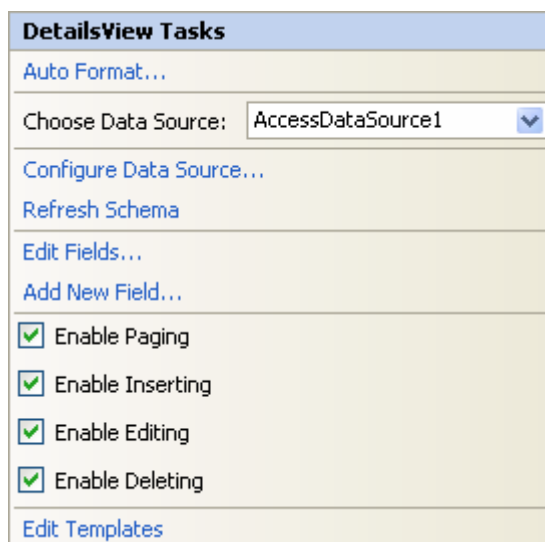 DetailsView Tasks
Auto Format...
Choose Data Source: AccessDataSource1
Configure Data Source...
Refresh Schema
Edit Fields...
Add New Field...
Enable Paging
Enable Inserting
Enable Editing
Enable Deleting
Edit Templates